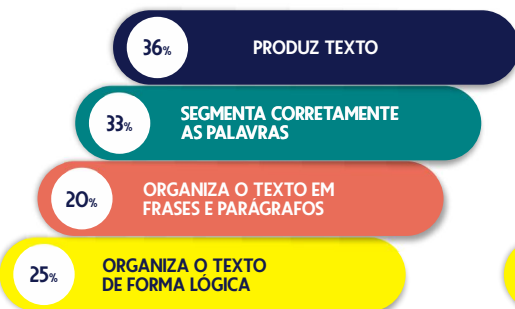 36% PRODUZ TEXTO
33% SEGMENTA CORRETAMENTE
AS PALAVRAS
20% ORGANIZA O TEXTO EM
FRASES E PARÁGRAFOS
25% ORGANIZA O TEXTO
DE FORMA LÓGICA